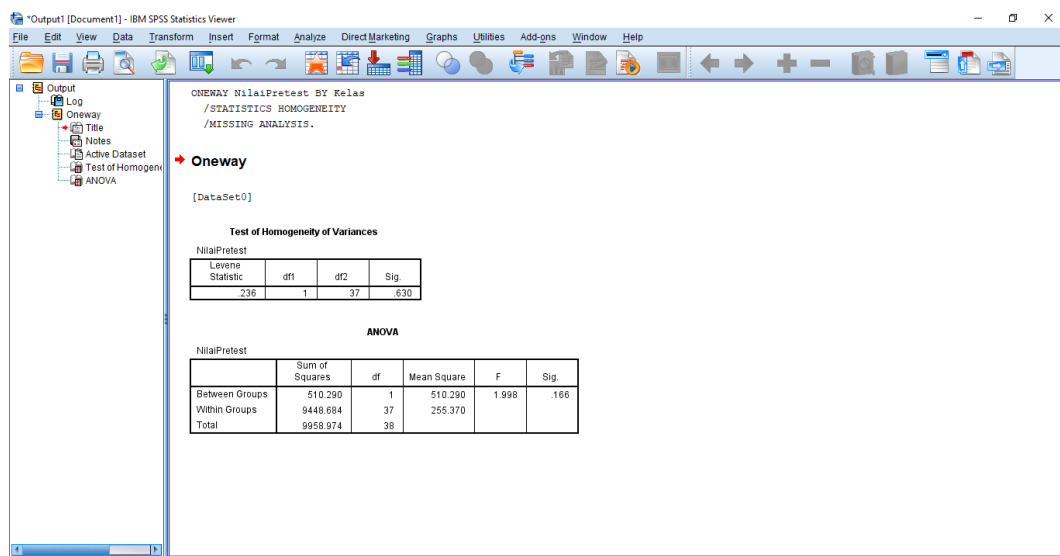 *Output1 [Document1] - IBM SPSS Statistics Viewer
File Edit View Data Transform Insert Format Analyze Direct Marketing Graphs Utilities Add-ons Window Help
Output
Log
Oneway
Title
Notes
Active Dataset
Test of Homogene
ANOVA
ONEWAY NilaiPretest BY Kelas
/STATISTICS HOMOGENEITY
/MISSING ANALYSIS.
Oneway
[DataSet0]
Test of Homogeneity of Variances
NilaiPretest
Levene Statistic df1 df2 Sig.
.236 1 37 .630
ANOVA
NilaiPretest
Sum of Squares df Mean Square F Sig.
Between Groups 510.290 1 510.290 1.998 .166
Within Groups 9448.684 37 255.370
Total 9958.974 38